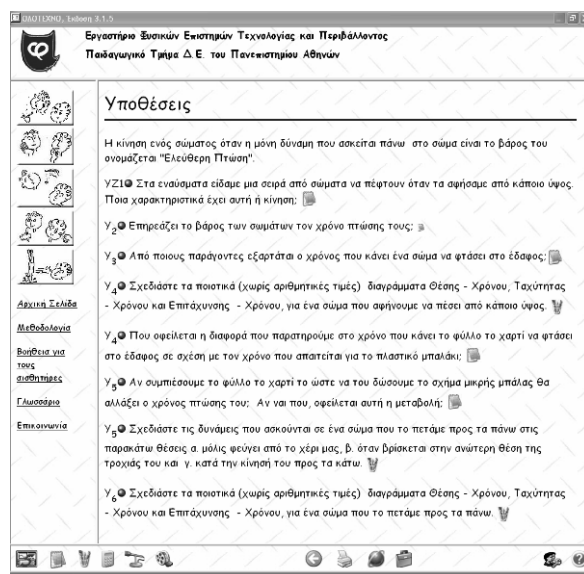 ΟΔΟΤΕΧΝΟ, Έκδοση 3.1.5
Εργαστήριο Φυσικών Επιστημών Τεχνολογίας και Περιβάλλοντος
Παιδαγωγικό Τμήμα Δ.Ε. του Πανεπιστημίου Αθηνών
φ
Υποθέσεις
Η κίνηση ενός σώματος όταν η μόνη δύναμη που ασκείται πάνω στο σώμα είναι το βάρος του
ονομάζεται "Ελεύθερη Πτώση".
ΥΖ1 Στα εναύσματα είδαμε μια σειρά από σώματα να πέφτουν όταν τα αφήσαμε από κάποιο ύψος.
Ποια χαρακτηριστικά έχει αυτή η κίνηση;
Υ2 Επηρεάζει το βάρος των σωμάτων τον χρόνο πτώσης τους;
Υ3 Από ποιους παράγοντες εξαρτάται ο χρόνος που κάνει ένα σώμα να φτάσει στο έδαφος;
Υ4 Σχεδιάστε τα ποιοτικά (χωρίς αριθμητικές τιμές) διαγράμματα Θέσης - Χρόνου, Ταχύτητας
- Χρόνου και Επιτάχυνσης - Χρόνου, για ένα σώμα που αφήνουμε να πέσει από κάποιο ύψος.
Υ4 Που οφείλεται η διαφορά που παρατηρούμε στο χρόνο που κάνει το φύλλο το χαρτί να φτάσει
στο έδαφος σε σχέση με τον χρόνο που απαιτείται για το πλαστικό μπαλάκι;
Υ5 Αν συμπιέσουμε το φύλλο το χαρτί το ώστε να του δώσουμε το σχήμα μικρής μπάλας θα
αλλάξει ο χρόνος πτώσης του; Αν ναι που, οφείλεται αυτή η μεταβολή;
Υ5 Σχεδιάστε τις δυνάμεις που ασκούνται σε ένα σώμα που το πετάμε προς τα πάνω στις
παρακάτω θέσεις α. μόλις φεύγει από το χέρι μας, β. όταν βρίσκεται στην ανώτερη θέση της
τροχιάς του και γ. κατά την κίνησή του προς τα κάτω.
Υ6 Σχεδιάστε τα ποιοτικά (χωρίς αριθμητικές τιμές) διαγράμματα Θέσης - Χρόνου, Ταχύτητας
- Χρόνου και Επιτάχυνσης - Χρόνου, για ένα σώμα που το πετάμε προς τα πάνω.
Αρχική Σελίδα
Μεθοδολογία
Βοήθεια για
τους
αισθητήρες
Γλωσσάριο
Επικοινωνία